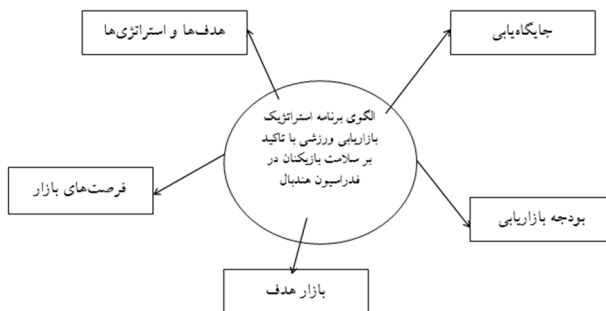 جایگاه‌یابی
هدف‌ها و استراتژی‌ها
الگوی برنامه استراتژیک
بازاریابی ورزشی با تاکید
بر سلامت بازیکنان در
فدراسیون هندبال
فرصت‌های بازار
بودجه بازاریابی
بازار هدف